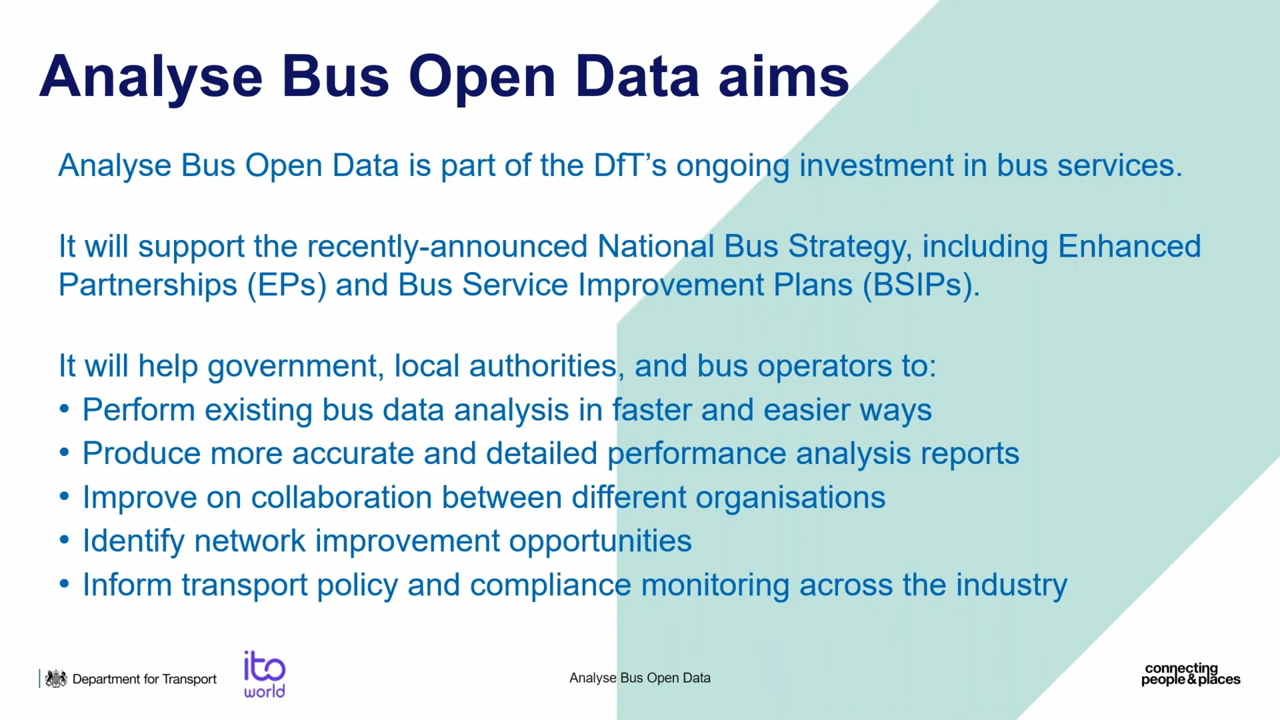 Analyse Bus Open Data aims
Analyse Bus Open Data is part of the DfT’s ongoing investment in bus services.
It will support the recently-announced National Bus Strategy, including Enhanced
Partnerships (EPs) and Bus Service Improvement Plans (BSIPs).
It will help government, local authorities, and bus operators to:
• Perform existing bus data analysis in faster and easier ways
• Produce more accurate and detailed performance analysis reports
• Improve on collaboration between different organisations
• Identify network improvement opportunities
• Inform transport policy and compliance monitoring across the industry
Department for Transport
ito
world
Analyse Bus Open Data
connecting
people & places